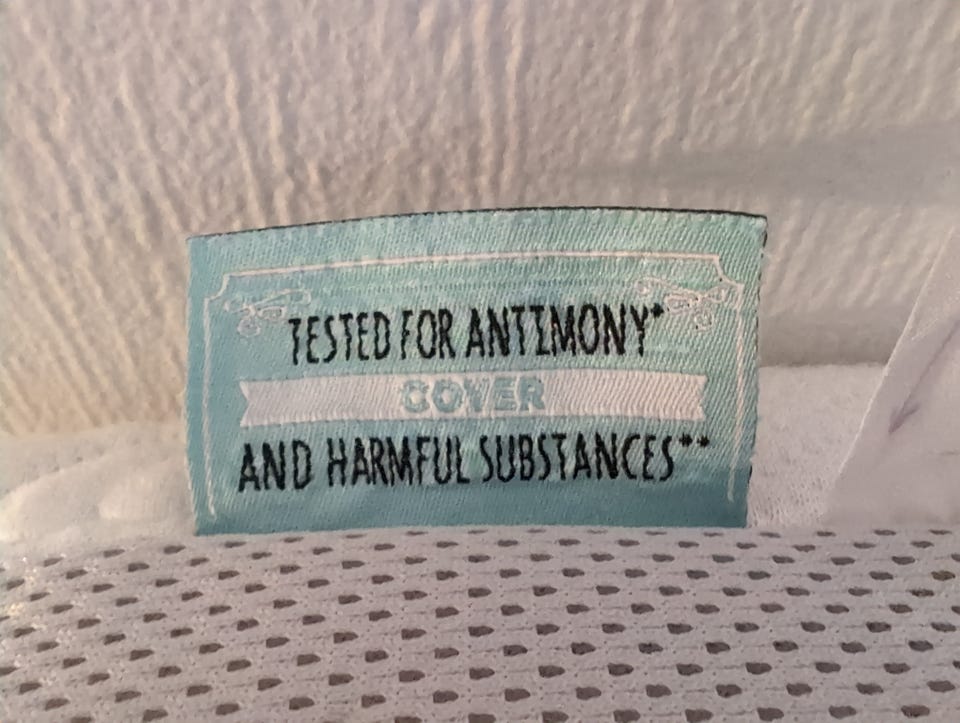 TESTED FOR ANTIMONY*
COVER
AND HARMFUL SUBSTANCES**